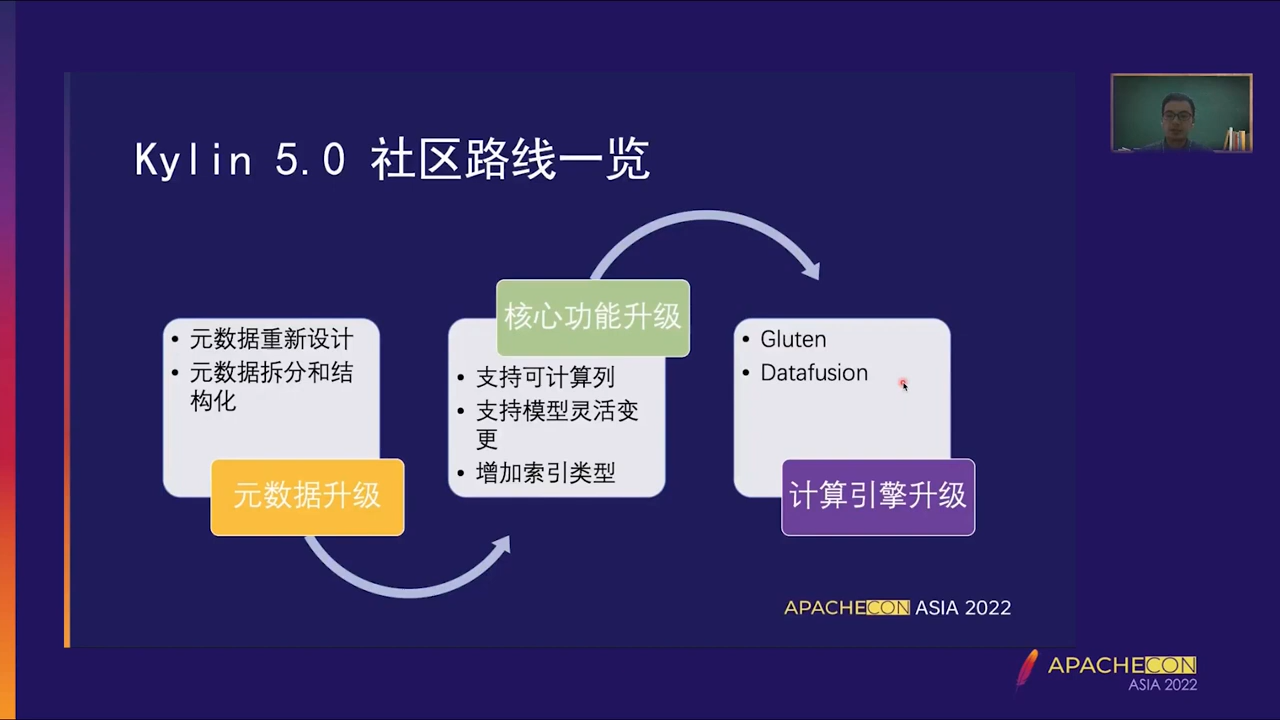 Kylin 5.0 社区路线一览
• 元数据重新设计
• 元数据拆分和结
构化
元数据升级
核心功能升级
• 支持可计算列
• 支持模型灵活变
更
• 增加索引类型
• Gluten
• Datafusion
计算引擎升级
APACHECON ASIA 2022
APACHECON
ASIA 2022